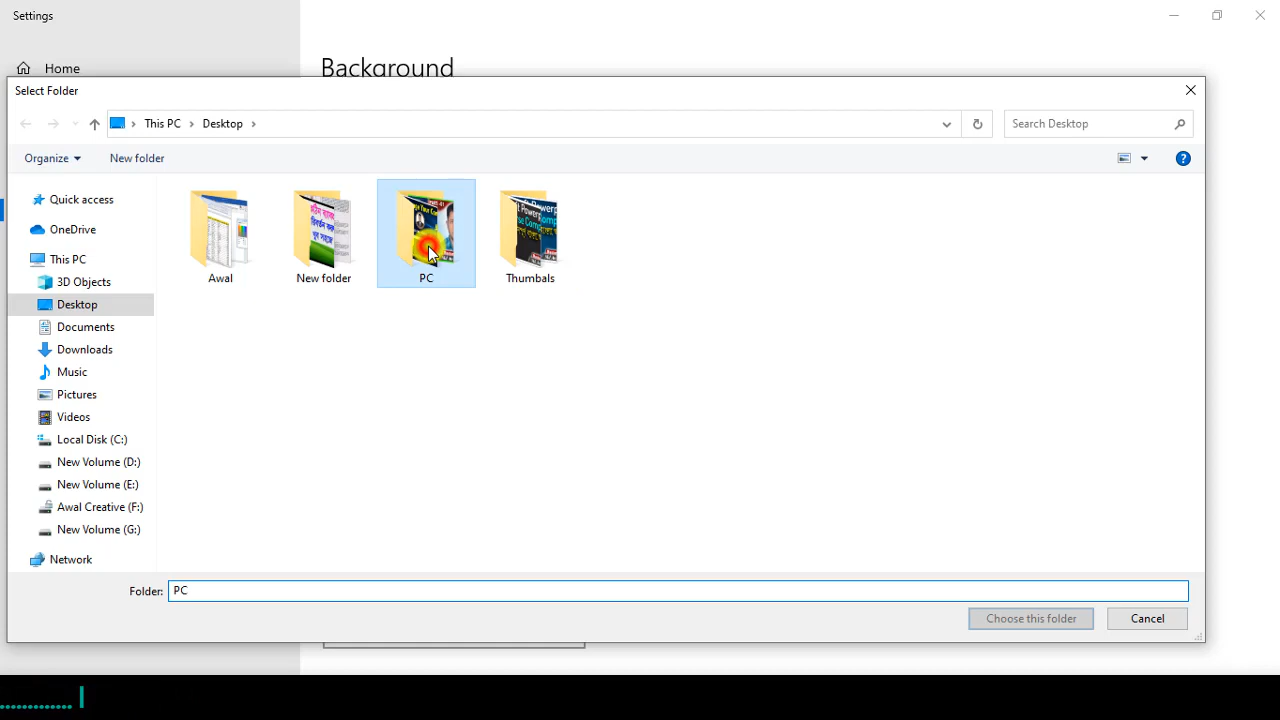 Settings
Home
Background
Select Folder
This PC
Desktop
Search Desktop
Organize
New folder
Quick access
OneDrive
This PC
3D Objects
Desktop
Documents
Downloads
Music
Pictures
Videos
Local Disk (C:)
New Volume (D:)
New Volume (E:)
Awal Creative (F:)
New Volume (G:)
Network
Awal
New folder
PC
Thumbals
Folder: PC
Choose this folder
Cancel